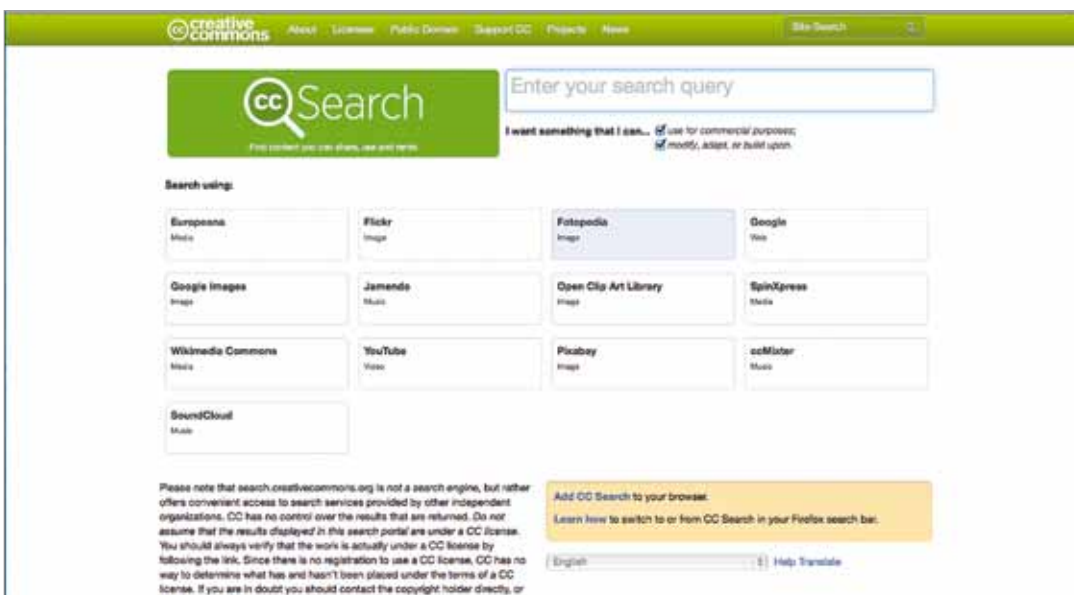 cc creative commons
About Licenses Public Domain Support CC Projects News
Site Search
cc Search
Find content you can share, use and remix
Enter your search query
I want something that I can... use for commercial purposes;
modify, adapt, or build upon.
Search using:
Europeana
Media
Flickr
Image
Fotopedia
Image
Google
Web
Google Images
Image
Jamendo
Music
Open Clip Art Library
Image
SpinXpress
Media
Wikimedia Commons
Media
YouTube
Video
Pixabay
Image
ccMixter
Music
SoundCloud
Music
Please note that search.creativecommons.org is not a search engine, but rather
offers convenient access to search services provided by other independent
organizations. CC has no control over the results that are returned. Do not
assume that the results displayed in this search portal are under a CC license.
You should always verify that the work is actually under a CC license by
following the link. Since there is no registration to use a CC license, CC has no
way to determine what has and hasn't been placed under the terms of a CC
license. If you are in doubt you should contact the copyright holder directly, or
Add CC Search to your browser.
Learn how to switch to or from CC Search in your Firefox search bar.
English
Help Translate